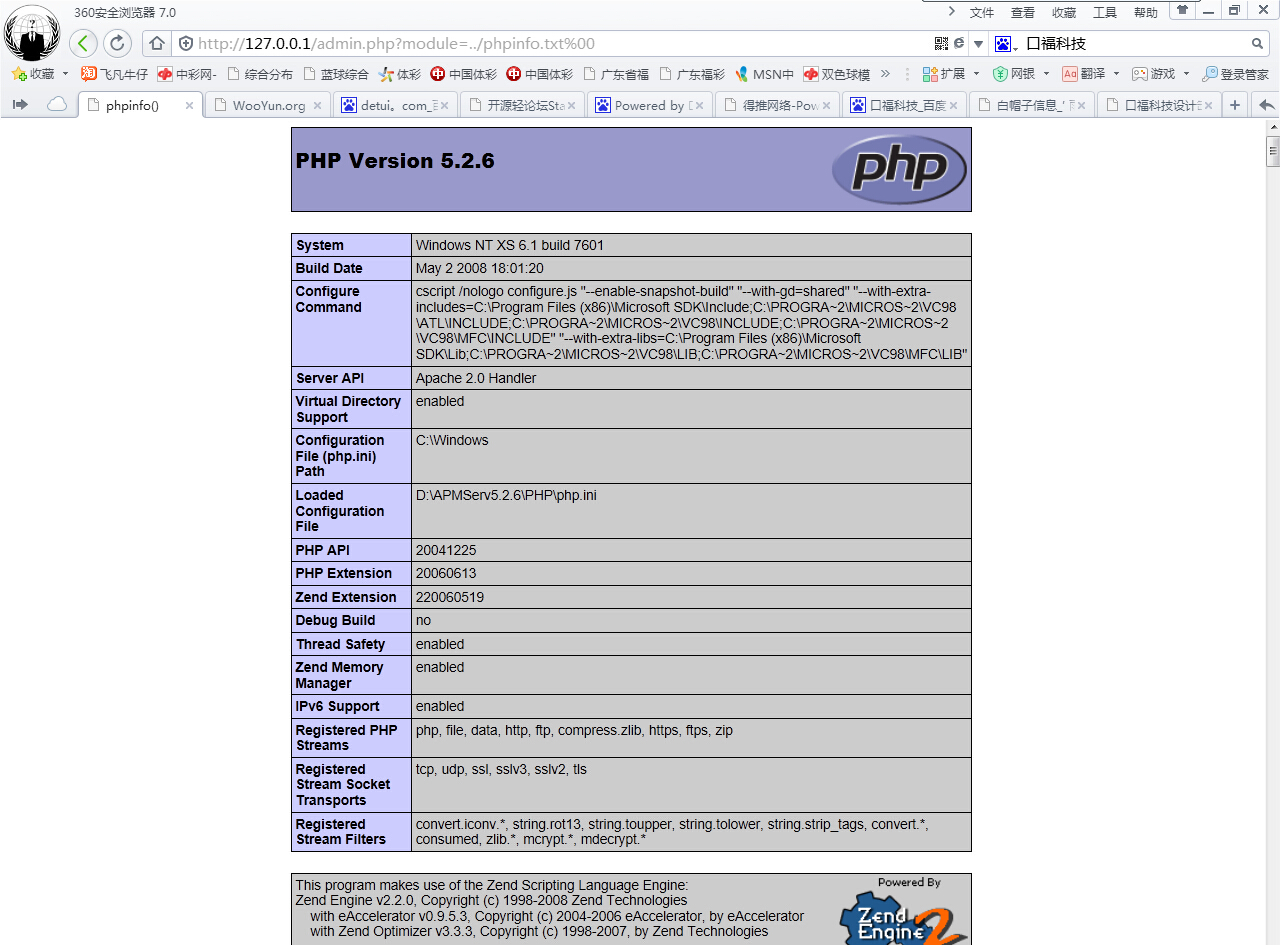 360安全浏览器 7.0
文件 查看 收藏 工具 帮助
http://127.0.0.1/admin.php?module=../phpinfo.txt%00
口福科技
收藏 飞凡牛仔 中彩网- 综合分布 蓝球综合 体彩 中国体彩 中国体彩 广东省福 广东福彩 MSN中 双色球模 » 扩展 网银 Aa 翻译 游戏 登录管家
phpinfo() WooYun.org detui。com_ 开源轻论坛Sta Powered by 得推网络-Pow 口福科技_百度 白帽子信息_ 口福科技设计
PHP Version 5.2.6
php
System Windows NT XS 6.1 build 7601
Build Date May 2 2008 18:01:20
Configure Command cscript /nologo configure.js "--enable-snapshot-build" "--with-gd=shared" "--with-extra-
includes=C:\Program Files (x86)\Microsoft SDK\Include;C:\PROGRA~2\MICROS~2\VC98
\ATL\INCLUDE;C:\PROGRA~2\MICROS~2\VC98\INCLUDE;C:\PROGRA~2\MICROS~2
\VC98\MFC\INCLUDE" "--with-extra-libs=C:\Program Files (x86)\Microsoft
SDK\Lib;C:\PROGRA~2\MICROS~2\VC98\LIB;C:\PROGRA~2\MICROS~2\VC98\MFC\LIB"
Server API Apache 2.0 Handler
Virtual Directory
Support enabled
Configuration
File (php.ini)
Path C:\Windows
Loaded
Configuration
File D:\APMServ5.2.6\PHP\php.ini
PHP API 20041225
PHP Extension 20060613
Zend Extension 220060519
Debug Build no
Thread Safety enabled
Zend Memory
Manager enabled
IPv6 Support enabled
Registered PHP
Streams php, file, data, http, ftp, compress.zlib, https, ftps, zip
Registered
Stream Socket
Transports tcp, udp, ssl, sslv3, sslv2, tls
Registered
Stream Filters convert.iconv.*, string.rot13, string.toupper, string.tolower, string.strip_tags, convert.*,
consumed, zlib.*, mcrypt.*, mdecrypt.*
This program makes use of the Zend Scripting Language Engine:
Zend Engine v2.2.0, Copyright (c) 1998-2008 Zend Technologies
with eAccelerator v0.9.5.3, Copyright (c) 2004-2006 eAccelerator, by eAccelerator
with Zend Optimizer v3.3.3, Copyright (c) 1998-2007, by Zend Technologies
Powered By
Zend
Engine 2